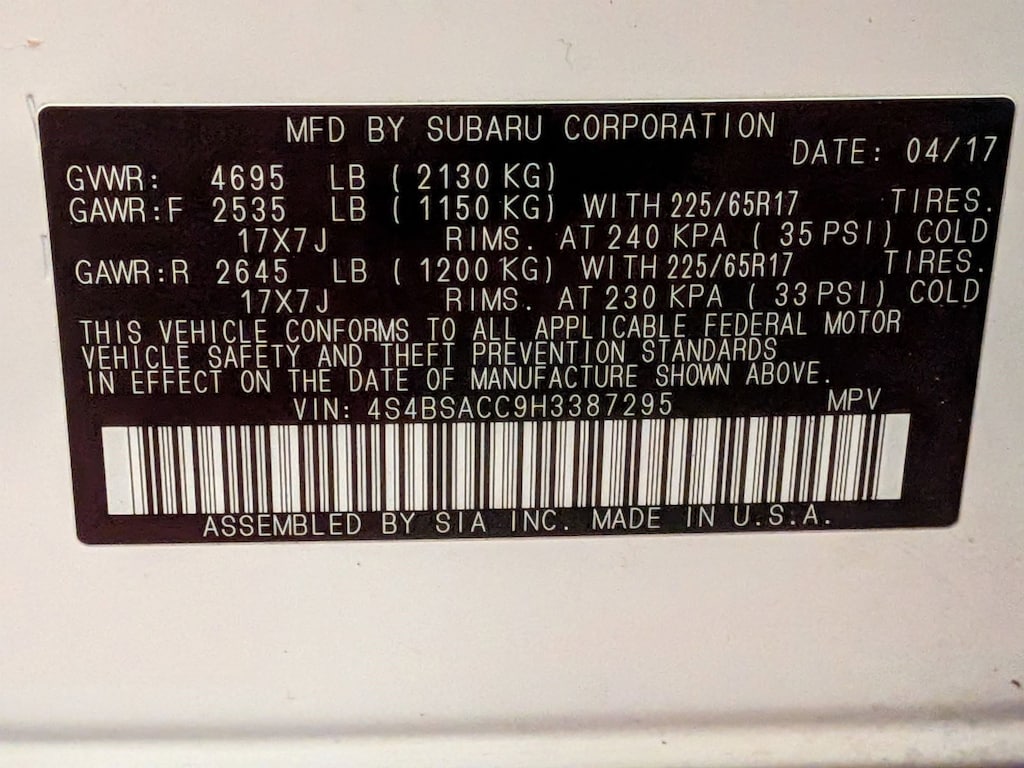 MFD BY SUBARU CORPORATION
DATE: 04/17
GVWR: 4695 LB ( 2130 KG)
GAWR:F 2535 LB ( 1150 KG) WITH 225/65R17 TIRES.
17X7J RIMS. AT 240 KPA ( 35 PSI) COLD
GAWR:R 2645 LB ( 1200 KG) WITH 225/65R17 TIRES.
17X7J RIMS. AT 230 KPA ( 33 PSI) COLD
THIS VEHICLE CONFORMS TO ALL APPLICABLE FEDERAL MOTOR
VEHICLE SAFETY AND THEFT PREVENTION STANDARDS
IN EFFECT ON THE DATE OF MANUFACTURE SHOWN ABOVE.
VIN: 4S4BSACC9H3387295 MPV
ASSEMBLED BY SIA INC. MADE IN U.S.A.